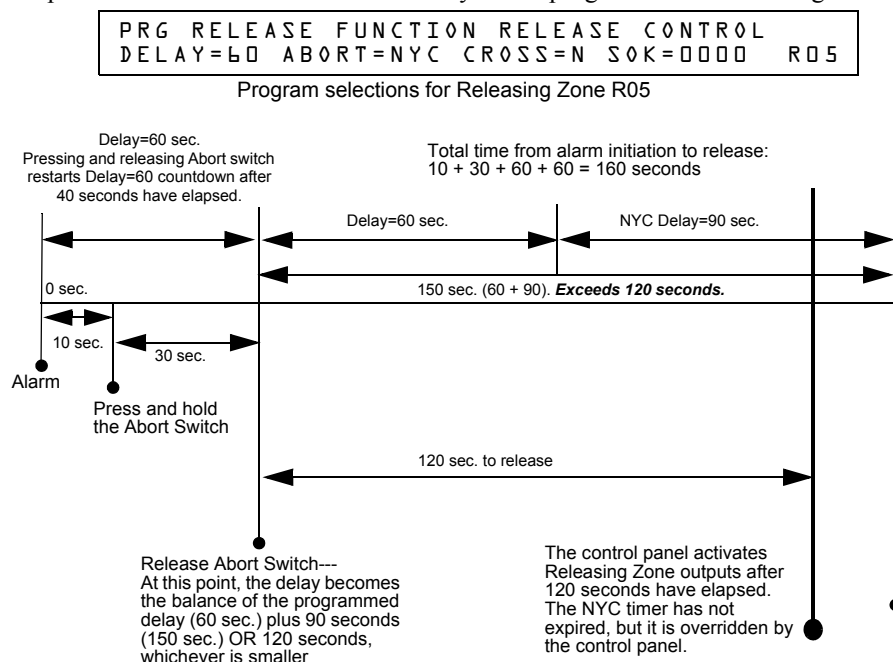 PRG RELEASE FUNCTION RELEASE CONTROL
DELAY=60 ABORT=NYC CROSS=N SOK=0000 R05
Program selections for Releasing Zone R05
Delay=60 sec.
Pressing and releasing Abort switch
restarts Delay=60 countdown after
40 seconds have elapsed.
Total time from alarm initiation to release:
10 + 30 + 60 + 60 = 160 seconds
Delay=60 sec.
NYC Delay=90 sec.
0 sec.
150 sec. (60 + 90). Exceeds 120 seconds.
10 sec.
30 sec.
Alarm
Press and hold
the Abort Switch
120 sec. to release
Release Abort Switch---
At this point, the delay becomes
the balance of the programmed
delay (60 sec.) plus 90 seconds
(150 sec.) OR 120 seconds,
whichever is smaller
The control panel activates
Releasing Zone outputs after
120 seconds have elapsed.
The NYC timer has not
expired, but it is overridden by
the control panel.